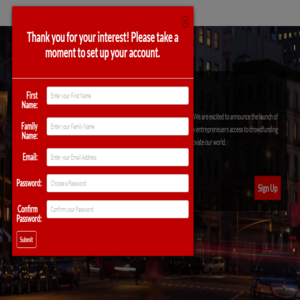 Thank you for your interest! Please take a
moment to set up your account.
First
Name:
Enter your First Name
Family
Name:
Enter your Family Name
Email:
Enter your Email Address
Password:
Choose a Password
Confirm
Password:
Confirm your Password
Submit
We are excited to announce the launch of
entrepreneuers access to crowdfunding
our world.
Sign Up